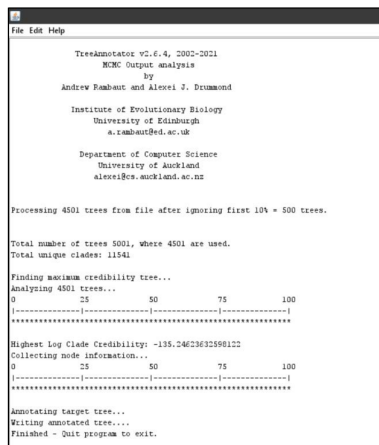 File Edit Help
TreeAnnotator v2.6.4, 2002-2021
MCMC Output analysis
by
Andrew Rambaut and Alexei J. Drummond
Institute of Evolutionary Biology
University of Edinburgh
a.rambaut@ed.ac.uk
Department of Computer Science
University of Auckland
alexei@cs.auckland.ac.nz
Processing 4501 trees from file after ignoring first 10% = 500 trees.
Total number of trees 5001, where 4501 are used.
Total unique clades: 11541
Finding maximum credibility tree...
Analyzing 4501 trees...
0 25 50 75 100
|--------------|--------------|--------------|--------------|
*************************************************************
Highest Log Clade Credibility: -135.24623632598122
Collecting node information...
0 25 50 75 100
|--------------|--------------|--------------|--------------|
*************************************************************
Annotating target tree...
Writing annotated tree....
Finished - Quit program to exit.